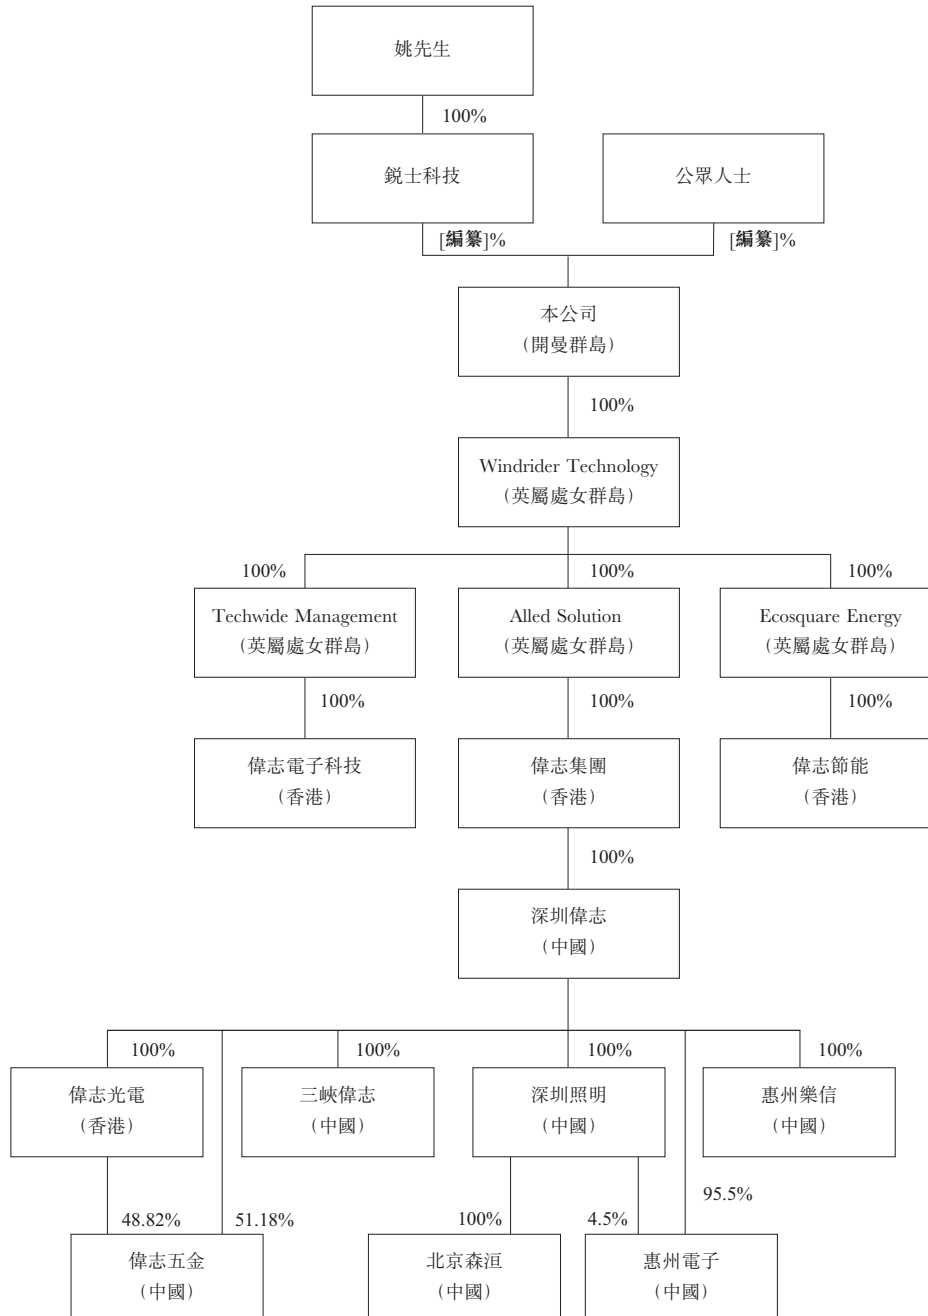 姚先生
100%
鋭士科技
公眾人士
[編纂]%
[編纂]%
本公司
（開曼群島）
100%
Windrider Technology
（英屬處女群島）
100%
100%
100%
Techwide Management
（英屬處女群島）
Alled Solution
（英屬處女群島）
Ecosquare Energy
（英屬處女群島）
100%
100%
100%
偉志電子科技
（香港）
偉志集團
（香港）
偉志節能
（香港）
100%
深圳偉志
（中國）
100%
100%
100%
100%
偉志光電
（香港）
三峽偉志
（中國）
深圳照明
（中國）
惠州樂信
（中國）
95.5%
48.82%
51.18%
100%
4.5%
偉志五金
（中國）
北京森洹
（中國）
惠州電子
（中國）